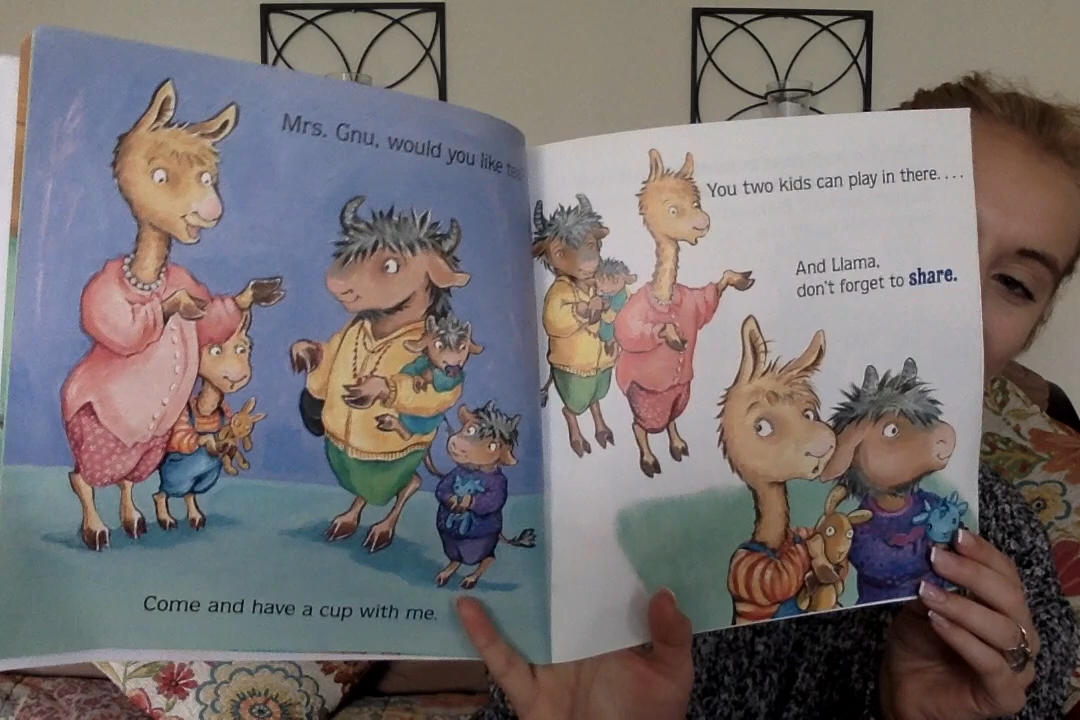 Mrs. Gnu, would you like tea
Come and have a cup with me.
You two kids can play in there....
And Llama,
don't forget to share.